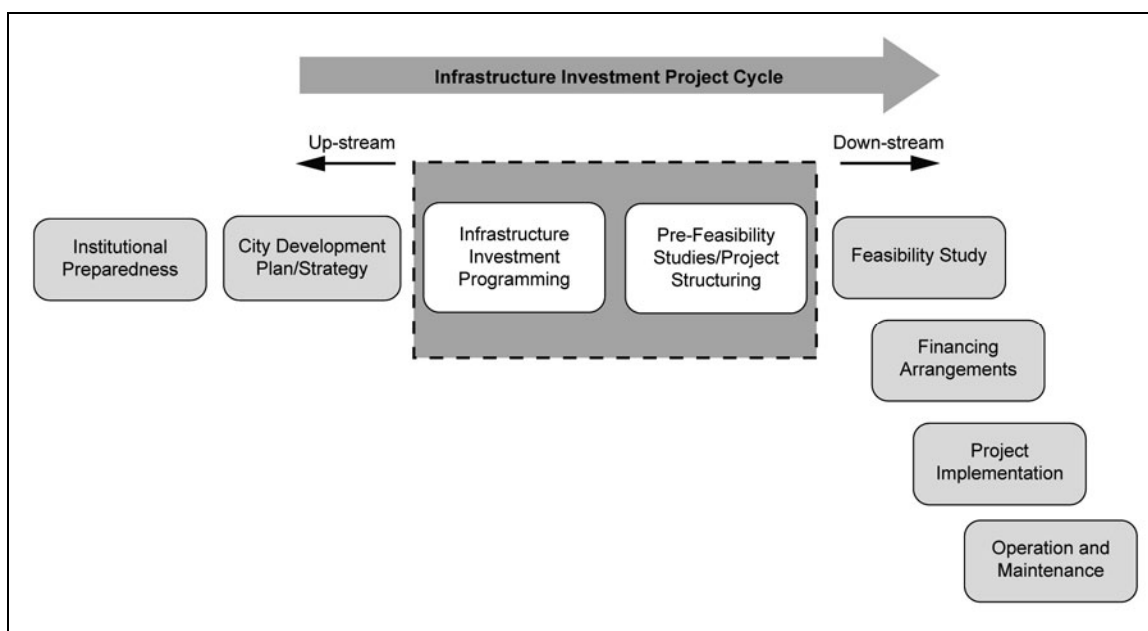 Infrastructure Investment Project Cycle
Up-stream
Down-stream
Institutional
Preparedness
City Development
Plan/Strategy
Infrastructure
Investment
Programming
Pre-Feasibility
Studies/Project
Structuring
Feasibility Study
Financing
Arrangements
Project
Implementation
Operation and
Maintenance